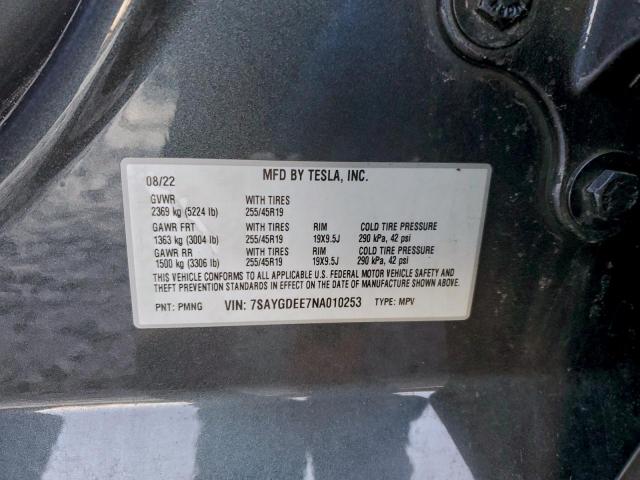 08/22 MFD BY TESLA, INC.
GVWR WITH TIRES
2369 kg (5224 lb) 255/45R19
GAWR FRT WITH TIRES RIM COLD TIRE PRESSURE
1363 kg (3004 lb) 255/45R19 19X9.5J 290 kPa, 42 psi
GAWR RR WITH TIRES RIM COLD TIRE PRESSURE
1500 kg (3306 lb) 255/45R19 19X9.5J 290 kPa, 42 psi
THIS VEHICLE CONFORMS TO ALL APPLICABLE U.S. FEDERAL MOTOR VEHICLE SAFETY AND
THEFT PREVENTION STANDARDS IN EFFECT ON THE DATE OF MANUFACTURE SHOWN ABOVE.
PNT: PMNG VIN: 7SAYGDEE7NA010253 TYPE: MPV